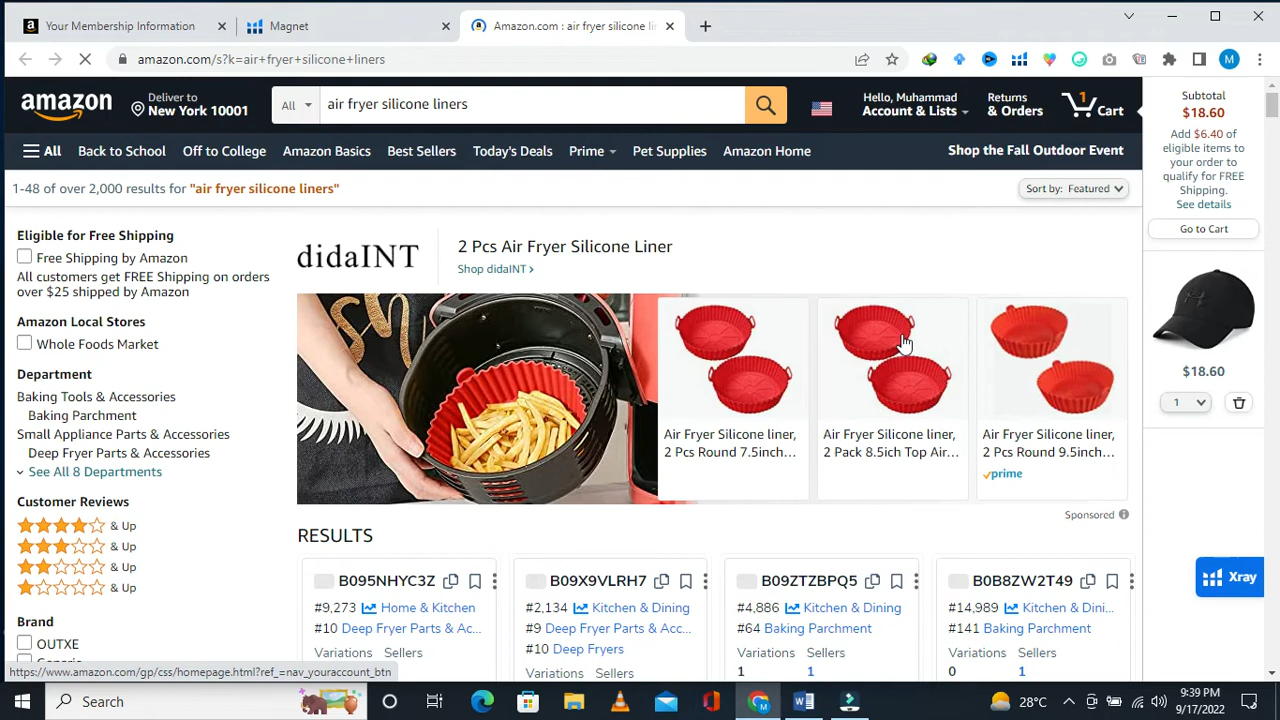 Your Membership Information
Magnet
Amazon.com : air fryer silicone line
amazon.com/s?k=air+fryer+silicone+liners
M
amazon
Deliver to
New York 10001
All
air fryer silicone liners
Hello, Muhammad
Account & Lists
Returns
& Orders
1
Cart
All
Back to School
Off to College
Amazon Basics
Best Sellers
Today's Deals
Prime
Pet Supplies
Amazon Home
Shop the Fall Outdoor Event
Subtotal
$18.60
Add $6.40 of
eligible items to
your order to
qualify for FREE
Shipping.
See details
Go to Cart
$18.60
1
1-48 of over 2,000 results for "air fryer silicone liners"
Sort by: Featured
Eligible for Free Shipping
Free Shipping by Amazon
All customers get FREE Shipping on orders
over $25 shipped by Amazon
Amazon Local Stores
Whole Foods Market
Department
Baking Tools & Accessories
Baking Parchment
Small Appliance Parts & Accessories
Deep Fryer Parts & Accessories
See All 8 Departments
Customer Reviews
& Up
& Up
& Up
& Up
Brand
OUTXE
didaINT
2 Pcs Air Fryer Silicone Liner
Shop didaINT ›
Air Fryer Silicone liner,
2 Pcs Round 7.5inch...
Air Fryer Silicone liner,
2 Pack 8.5ich Top Air...
Air Fryer Silicone liner,
2 Pcs Round 9.5inch...
prime
Sponsored
RESULTS
B095NHYC3Z
#9,273 Home & Kitchen
#10 Deep Fryer Parts & Ac...
Variations Sellers
B09X9VLRH7
#2,134 Kitchen & Dining
#9 Deep Fryer Parts & Acc...
#10 Deep Fryers
Variations Sellers
B09ZTZBPQ5
#4,886 Kitchen & Dining
#64 Baking Parchment
Variations Sellers
1 1
B0B8ZW2T49
#14,989 Kitchen & Dini...
#141 Baking Parchment
Variations Sellers
0 1
Xray
https://www.amazon.com/gp/css/homepage.html?ref_=nav_youraccount_btn
Search
28°C
9:39 PM
9/17/2022